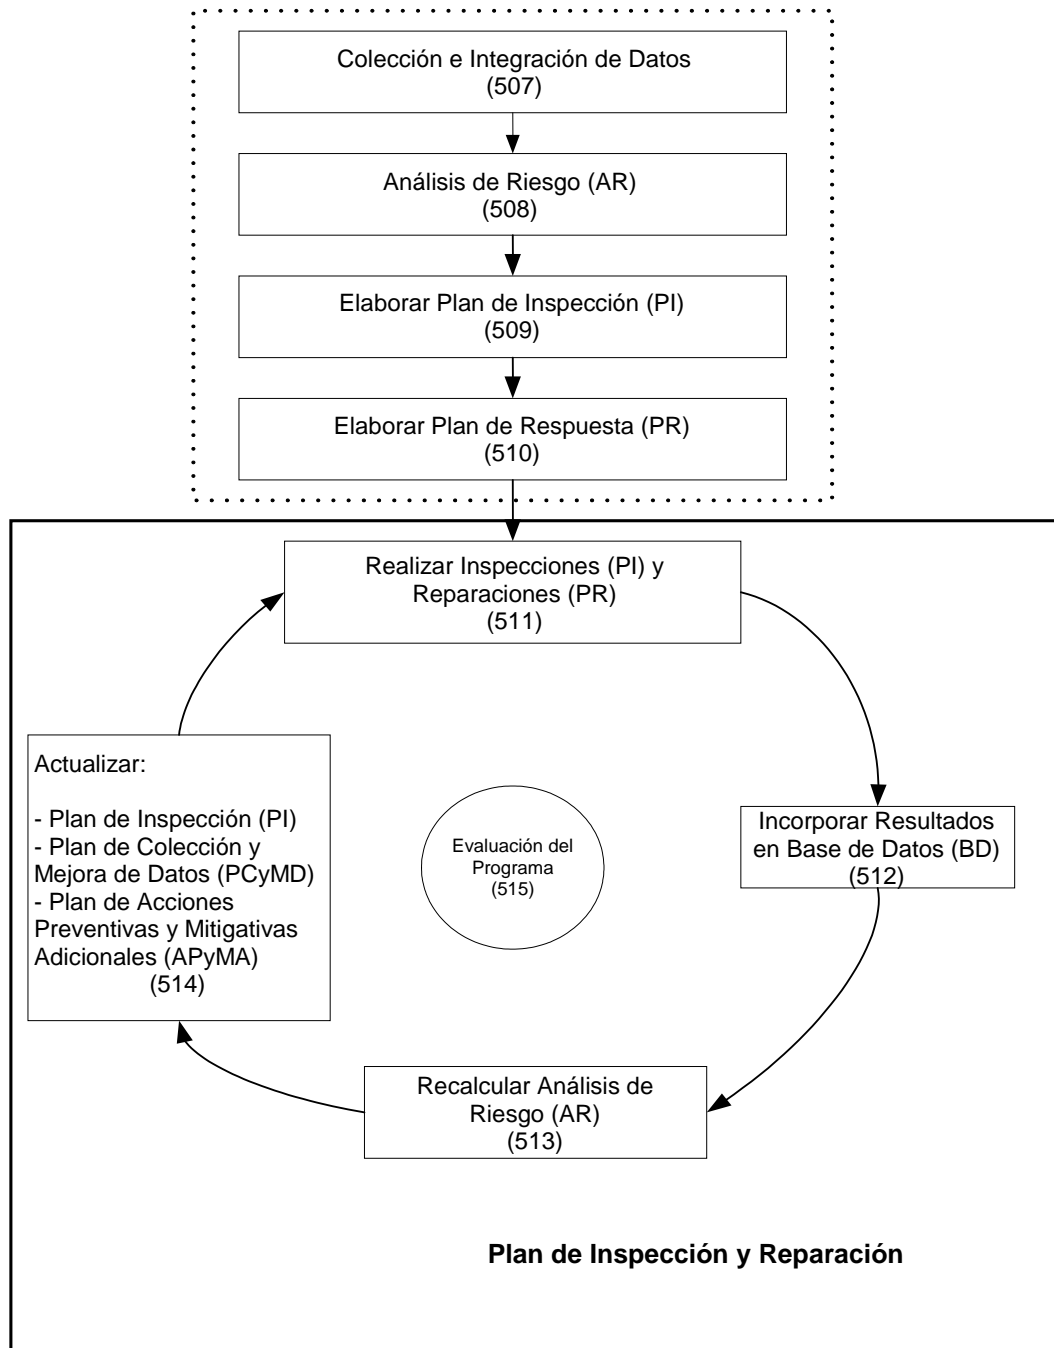 Colección e Integración de Datos
(507)
Análisis de Riesgo (AR)
(508)
Elaborar Plan de Inspección (PI)
(509)
Elaborar Plan de Respuesta (PR)
(510)
Realizar Inspecciones (PI) y
Reparaciones (PR)
(511)
Actualizar:
- Plan de Inspección (PI)
- Plan de Colección y
Mejora de Datos (PCyMD)
- Plan de Acciones
Preventivas y Mitigativas
Adicionales (APyMA)
(514)
Evaluación del
Programa
(515)
Incorporar Resultados
en Base de Datos (BD)
(512)
Recalcular Análisis de
Riesgo (AR)
(513)
Plan de Inspección y Reparación